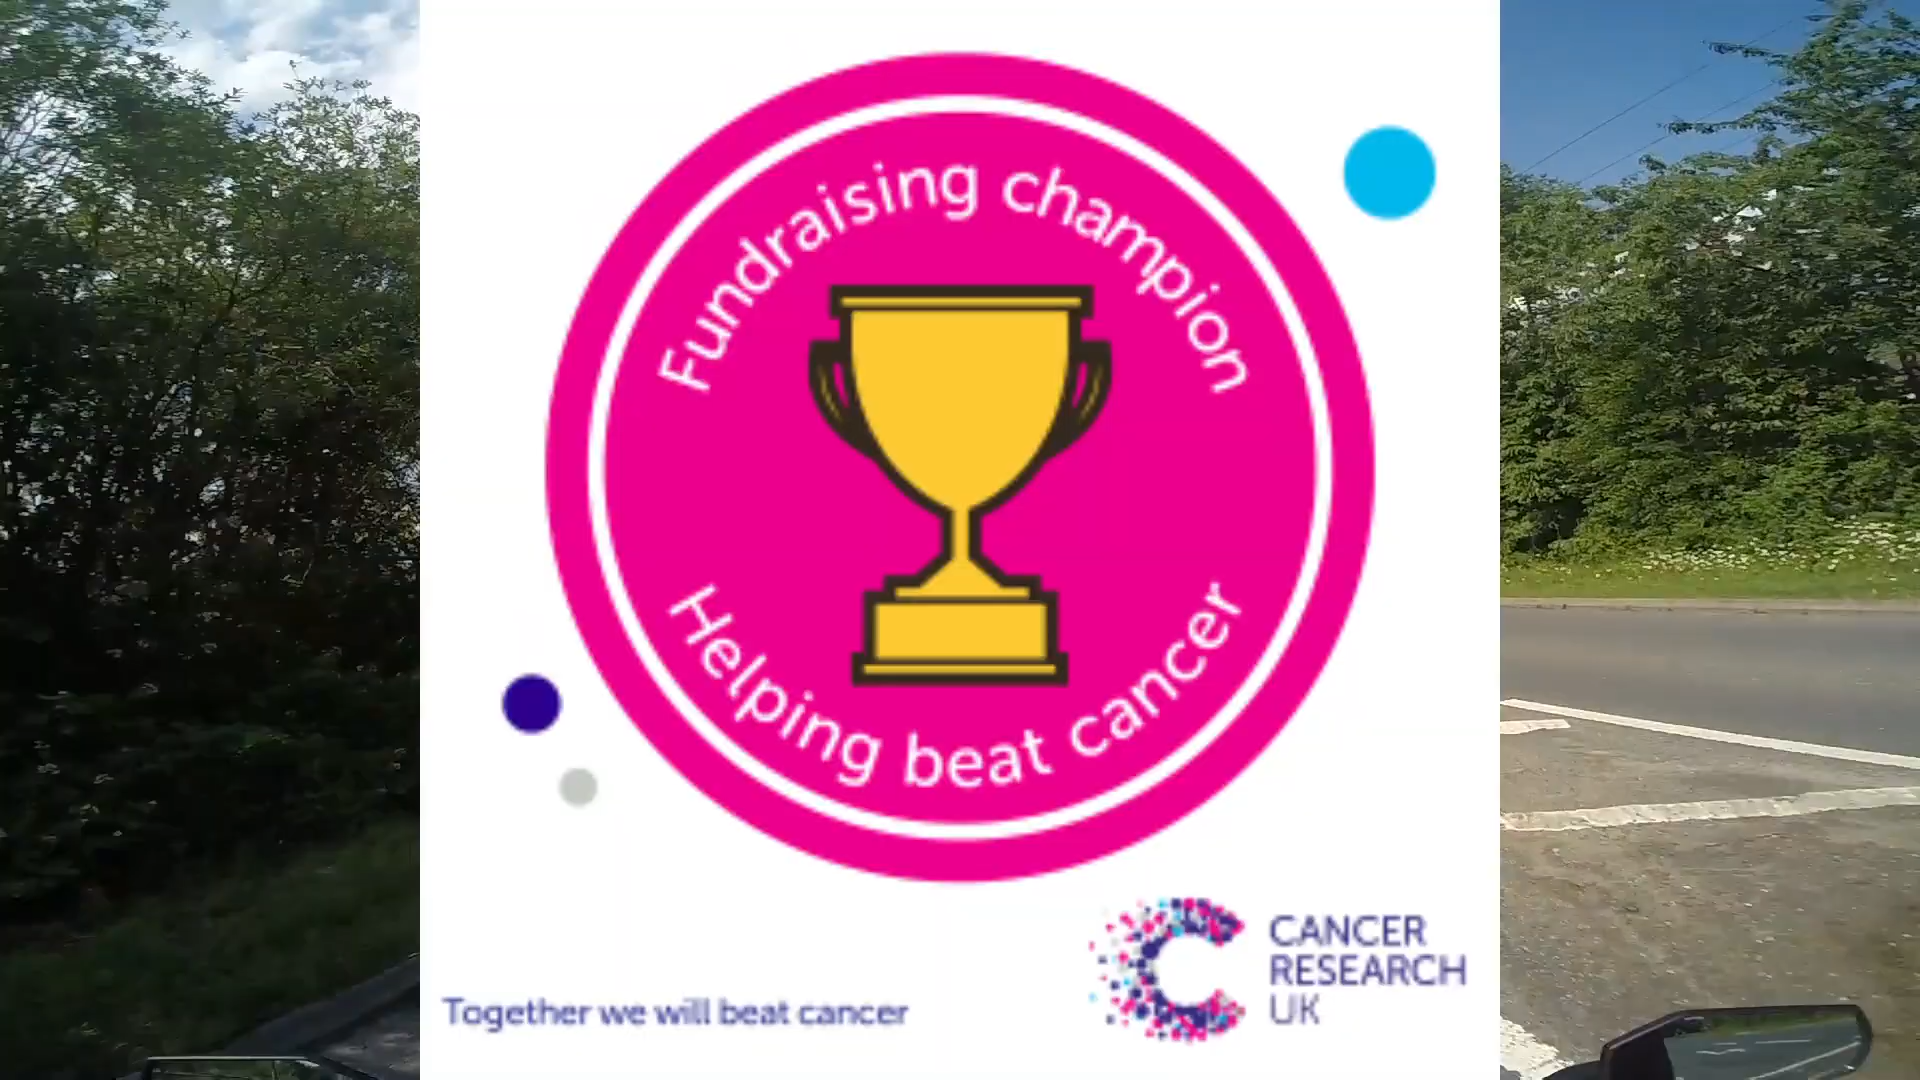 Fundraising champion
Helping beat cancer
Together we will beat cancer
CANCER
RESEARCH
UK